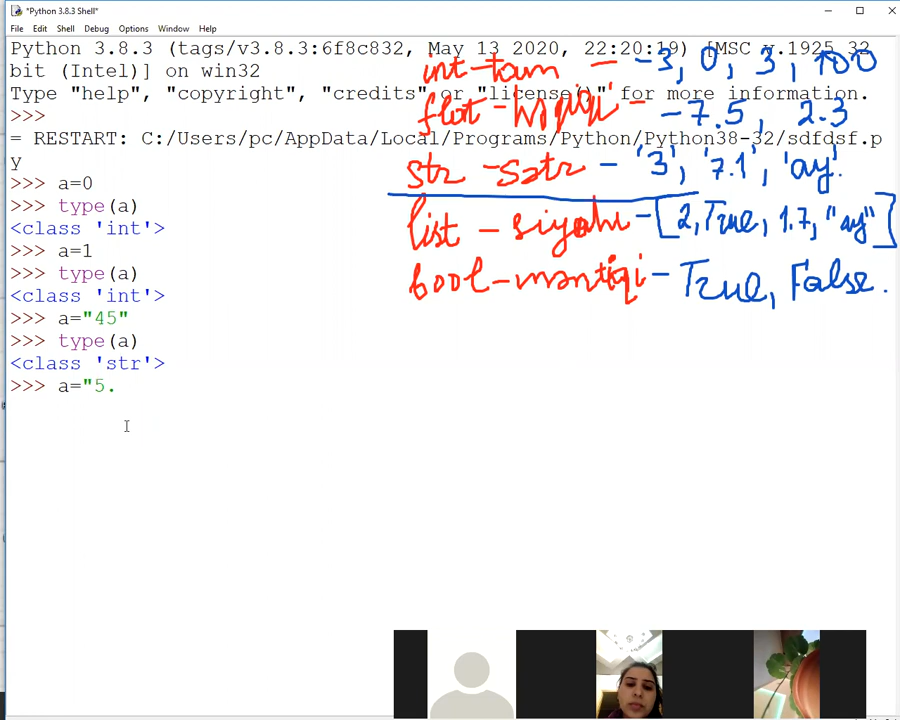 *Python 3.8.3 Shell*
File Edit Shell Debug Options Window Help
Python 3.8.3 (tags/v3.8.3:6f8c832, May 13 2020, 22:20:19) [MSC v.1925 32
bit (Intel)] on win32
Type "help", "copyright", "credits" or "license()" for more information.
>>>
= RESTART: C:/Users/pc/AppData/Local/Programs/Python/Python38-32/sdfdsf.p
y
>>> a=0
>>> type(a)
<class 'int'>
>>> a=1
>>> type(a)
<class 'int'>
>>> a="45"
>>> type(a)
<class 'str'>
>>> a="5.
int-tam – -3, 0, 3, 100
float - həqiqi - -7.5, 2.3
str -sətr - '3', '7.1', 'ay'.
list - siyahı - [2, True, 1.7, "ay"]
bool-məntiqi - True, False.